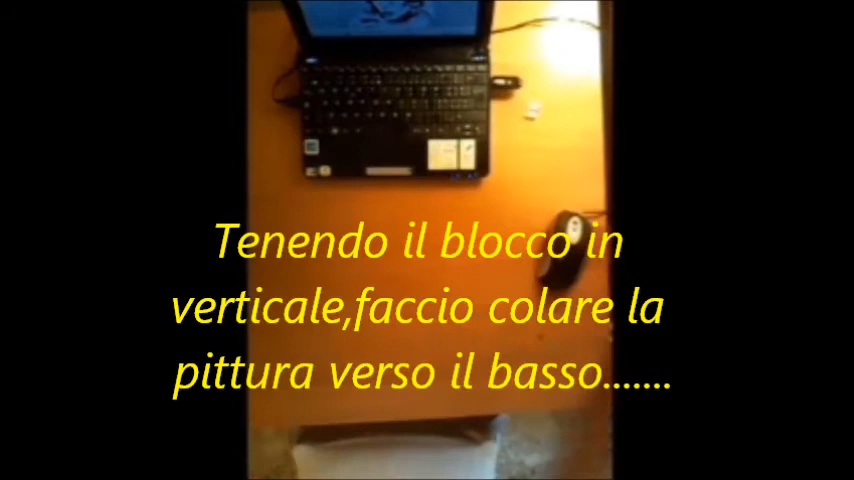 Tenendo il blocco in
verticale,faccio colare la
pittura verso il basso.......